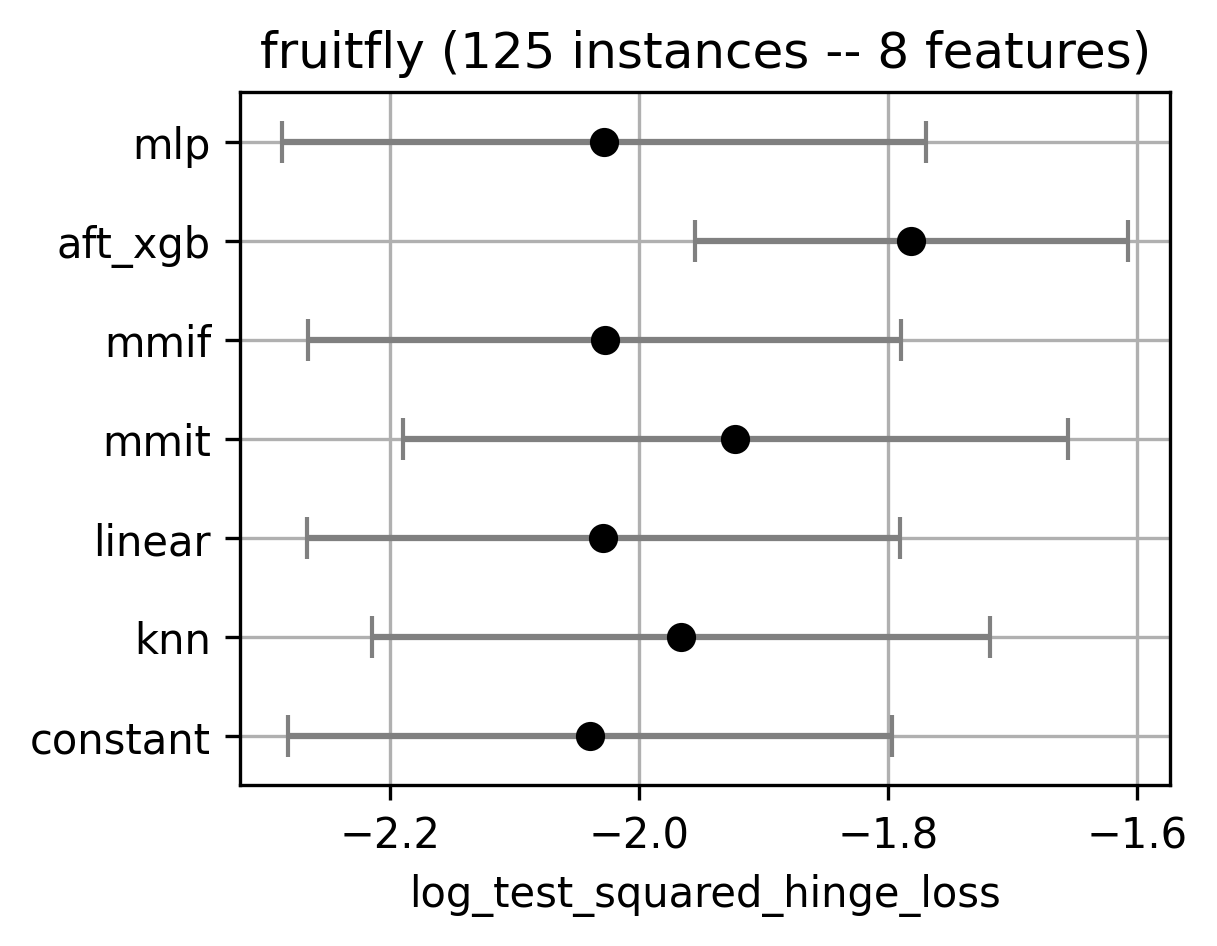 fruitfly (125 instances -- 8 features)
mlp
aft_xgb
mmif
mmit
linear
knn
constant
−2.2 −2.0 −1.8 −1.6
log_test_squared_hinge_loss